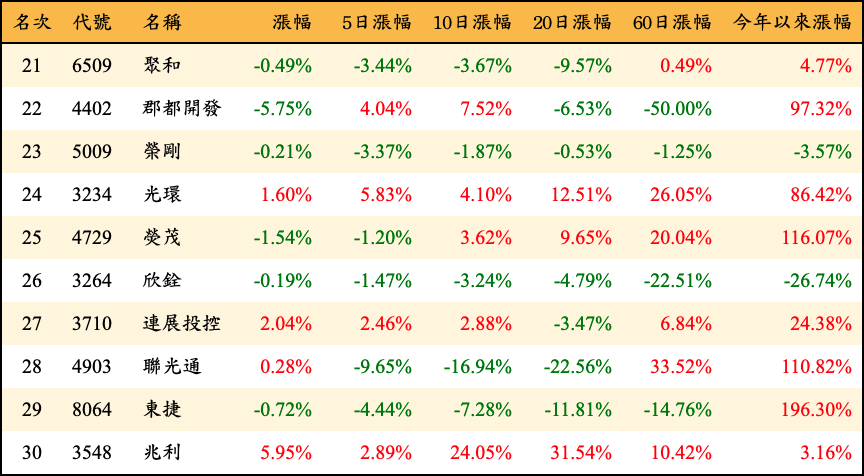 名次 代號 名稱 漲幅 5日漲幅 10日漲幅 20日漲幅 60日漲幅 今年以來漲幅
21 6509 聚和 -0.49% -3.44% -3.67% -9.57% 0.49% 4.77%
22 4402 郡都開發 -5.75% 4.04% 7.52% -6.53% -50.00% 97.32%
23 5009 榮剛 -0.21% -3.37% -1.87% -0.53% -1.25% -3.57%
24 3234 光環 1.60% 5.83% 4.10% 12.51% 26.05% 86.42%
25 4729 熒茂 -1.54% -1.20% 3.62% 9.65% 20.04% 116.07%
26 3264 欣銓 -0.19% -1.47% -3.24% -4.79% -22.51% -26.74%
27 3710 連展投控 2.04% 2.46% 2.88% -3.47% 6.84% 24.38%
28 4903 聯光通 0.28% -9.65% -16.94% -22.56% 33.52% 110.82%
29 8064 東捷 -0.72% -4.44% -7.28% -11.81% -14.76% 196.30%
30 3548 兆利 5.95% 2.89% 24.05% 31.54% 10.42% 3.16%